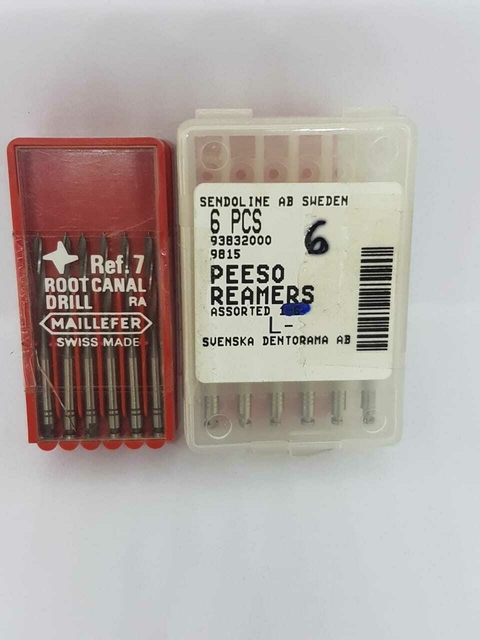 Ref. 7
ROOT CANAL
DRILL RA
MAILLEFER
SWISS MADE
SENDOLINE AB SWEDEN
6 PCS
93832000
9815
6
PEESO
REAMERS
ASSORTED
L-
SVENSKA DENTORAMA AB